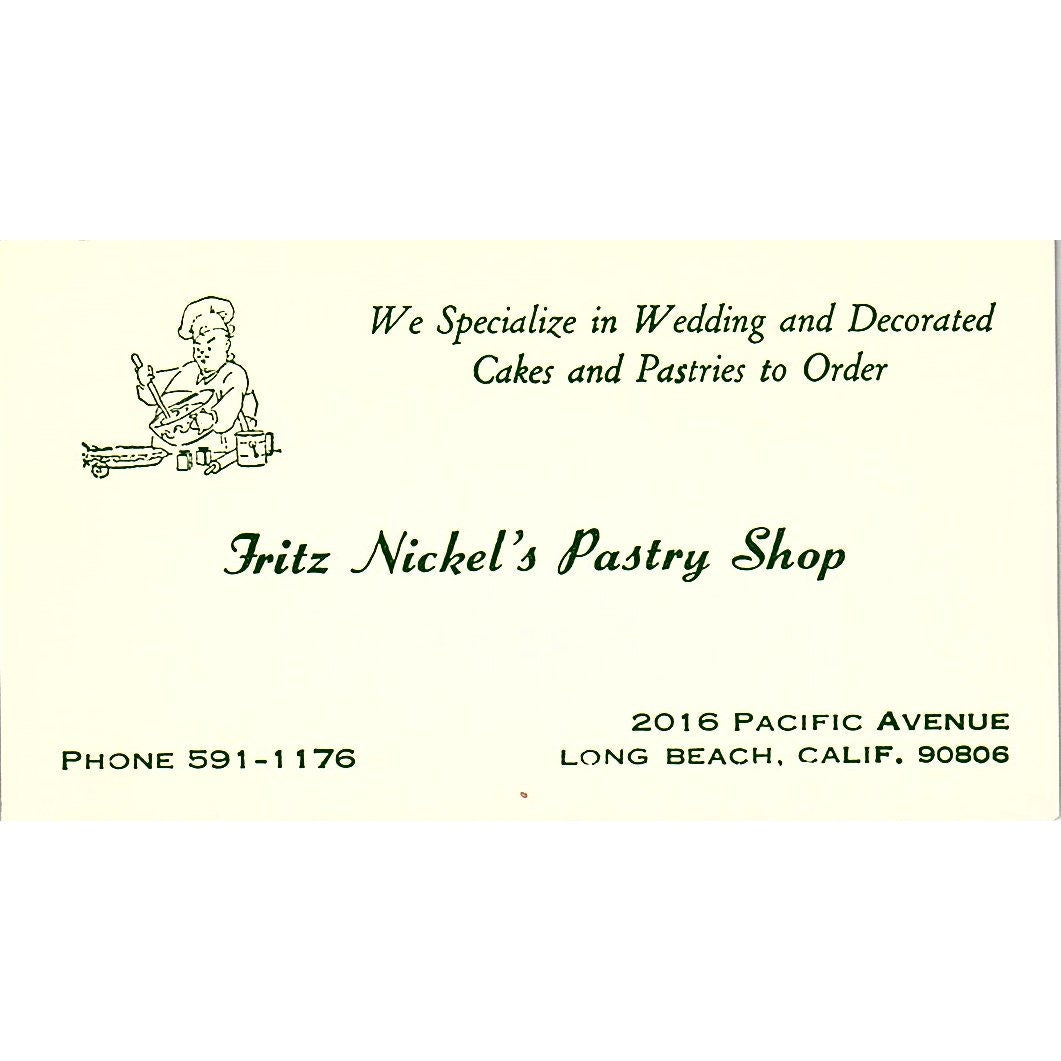 We Specialize in Wedding and Decorated
Cakes and Pastries to Order
Fritz Nickel's Pastry Shop
PHONE 591-1176
2016 PACIFIC AVENUE
LONG BEACH, CALIF. 90806